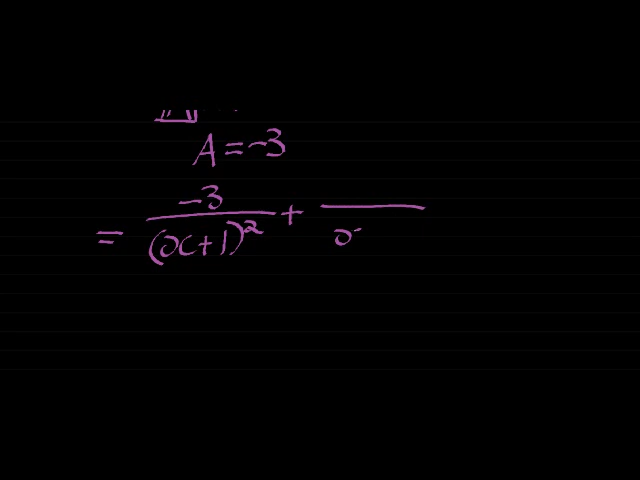 A = -3
= -3/(x+1)² +